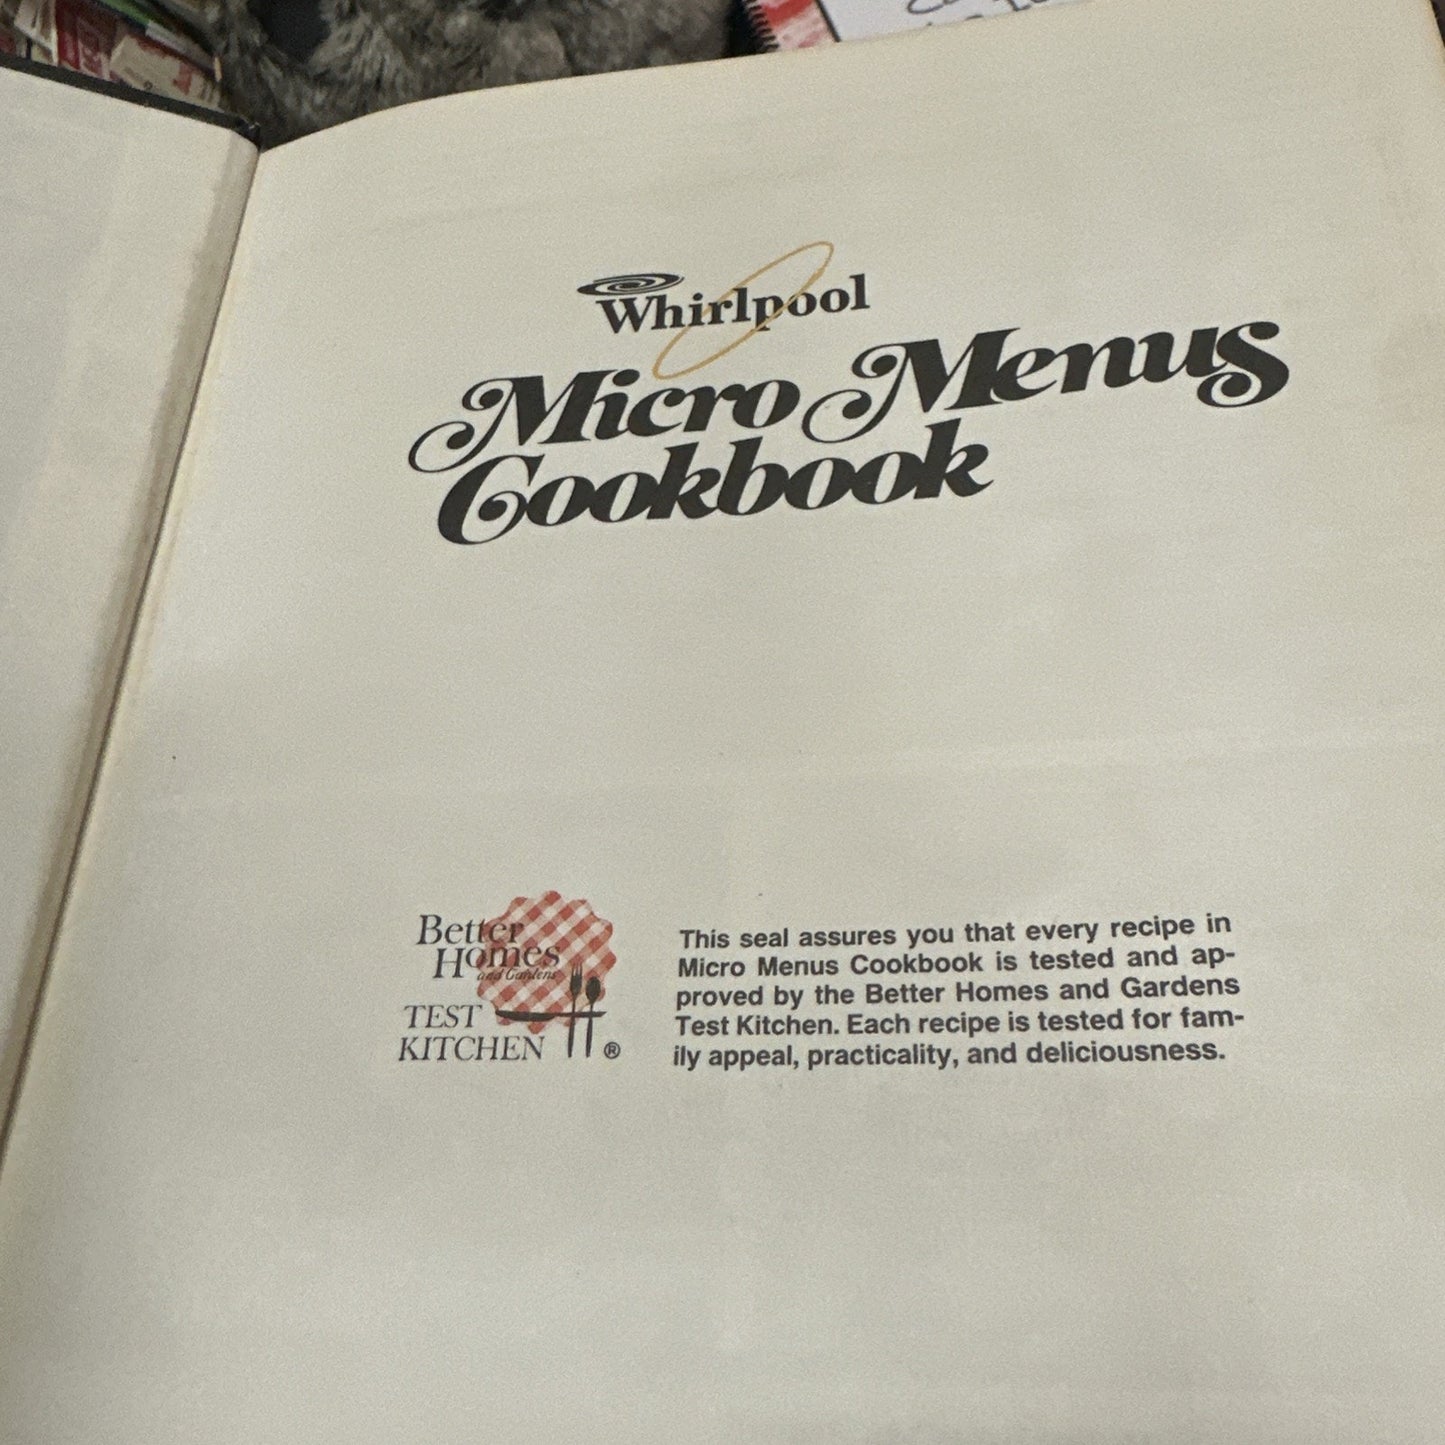 Whirlpool
Micro Menus
Cookbook
Better
Homes
and Gardens
TEST
KITCHEN ®
This seal assures you that every recipe in
Micro Menus Cookbook is tested and ap-
proved by the Better Homes and Gardens
Test Kitchen. Each recipe is tested for fam-
ily appeal, practicality, and deliciousness.